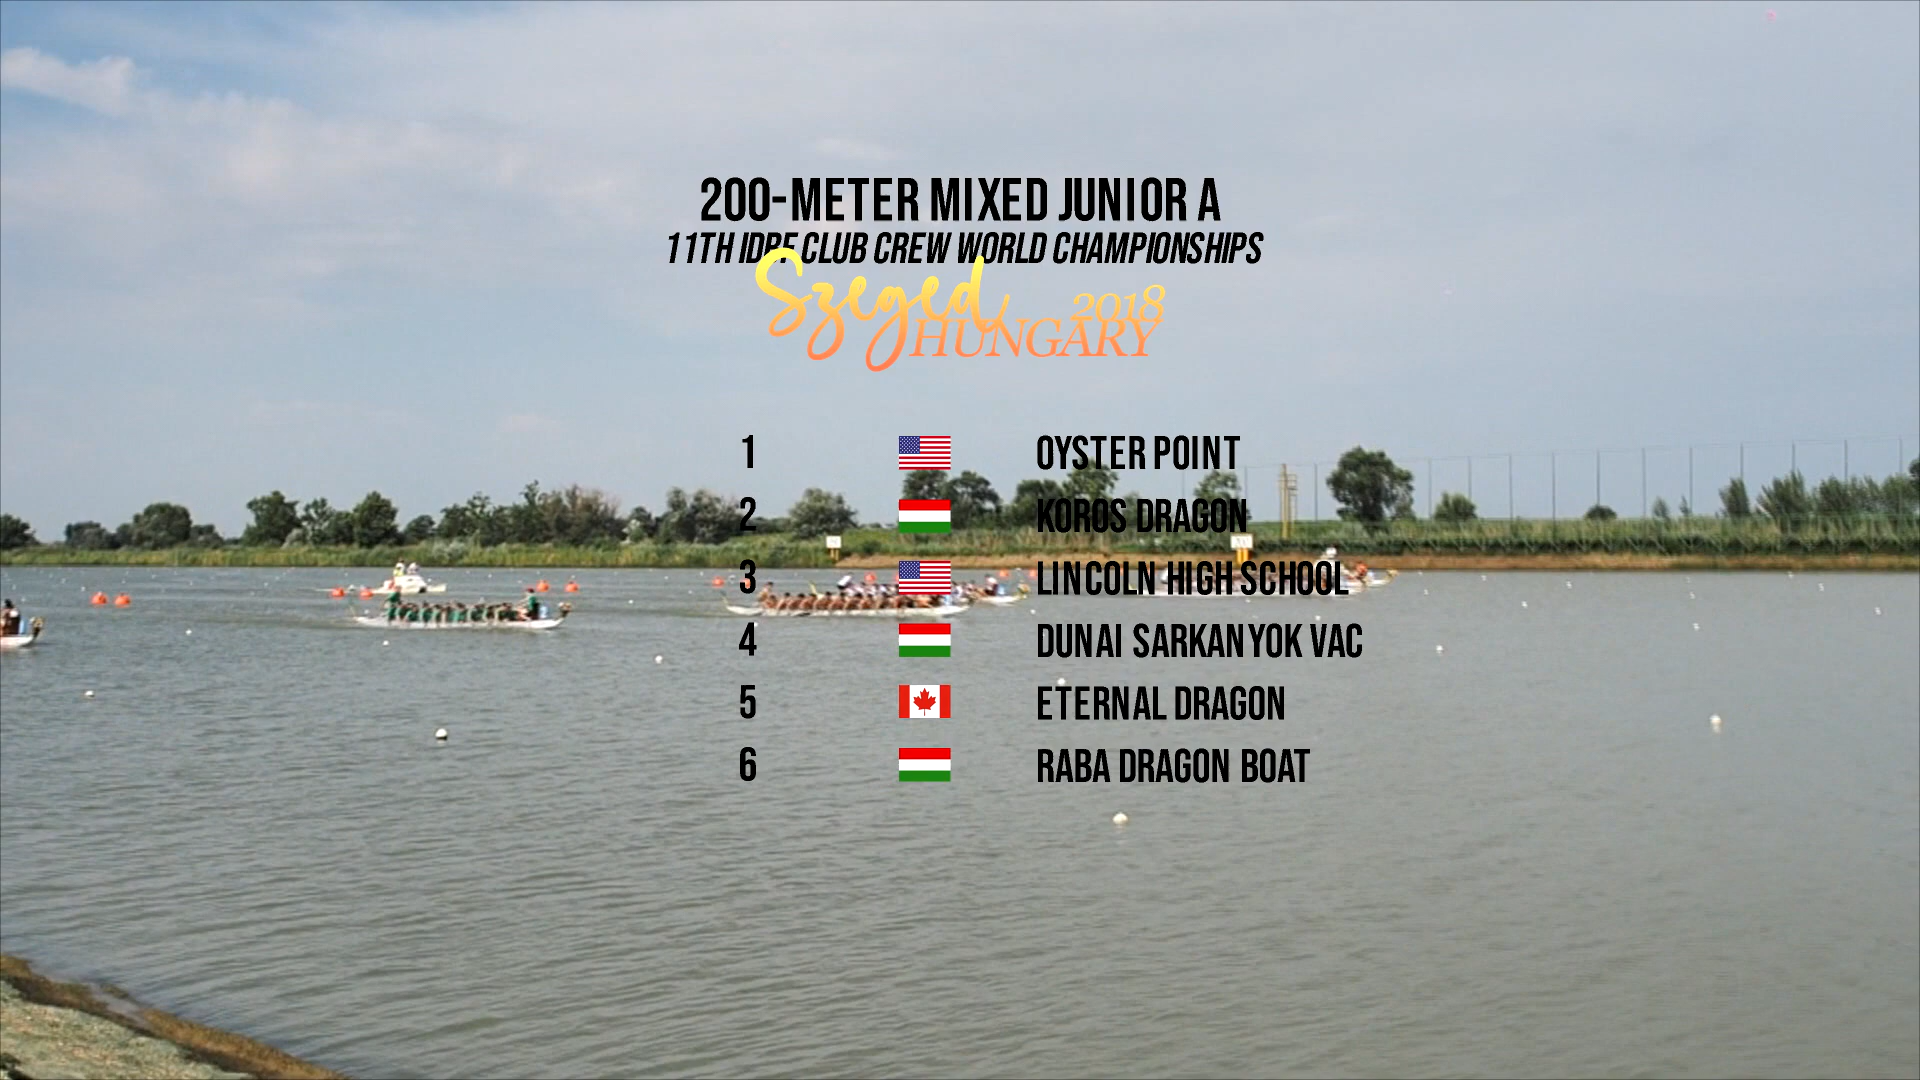 200-METER MIXED JUNIOR A
11TH IDBF CLUB CREW WORLD CHAMPIONSHIPS
Szeged 2018
HUNGARY
1 OYSTER POINT
2 KOROS DRAGON
3 LINCOLN HIGH SCHOOL
4 DUNAI SARKANYOK VAC
5 ETERNAL DRAGON
6 RABA DRAGON BOAT